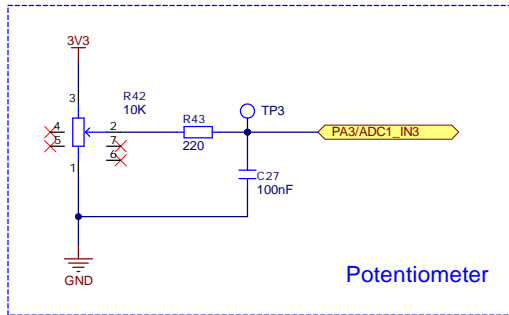 3V3
3
R42
10K
4
5
2
7
6
1
R43
220
TP3
PA3/ADC1_IN3
C27
100nF
GND
Potentiometer